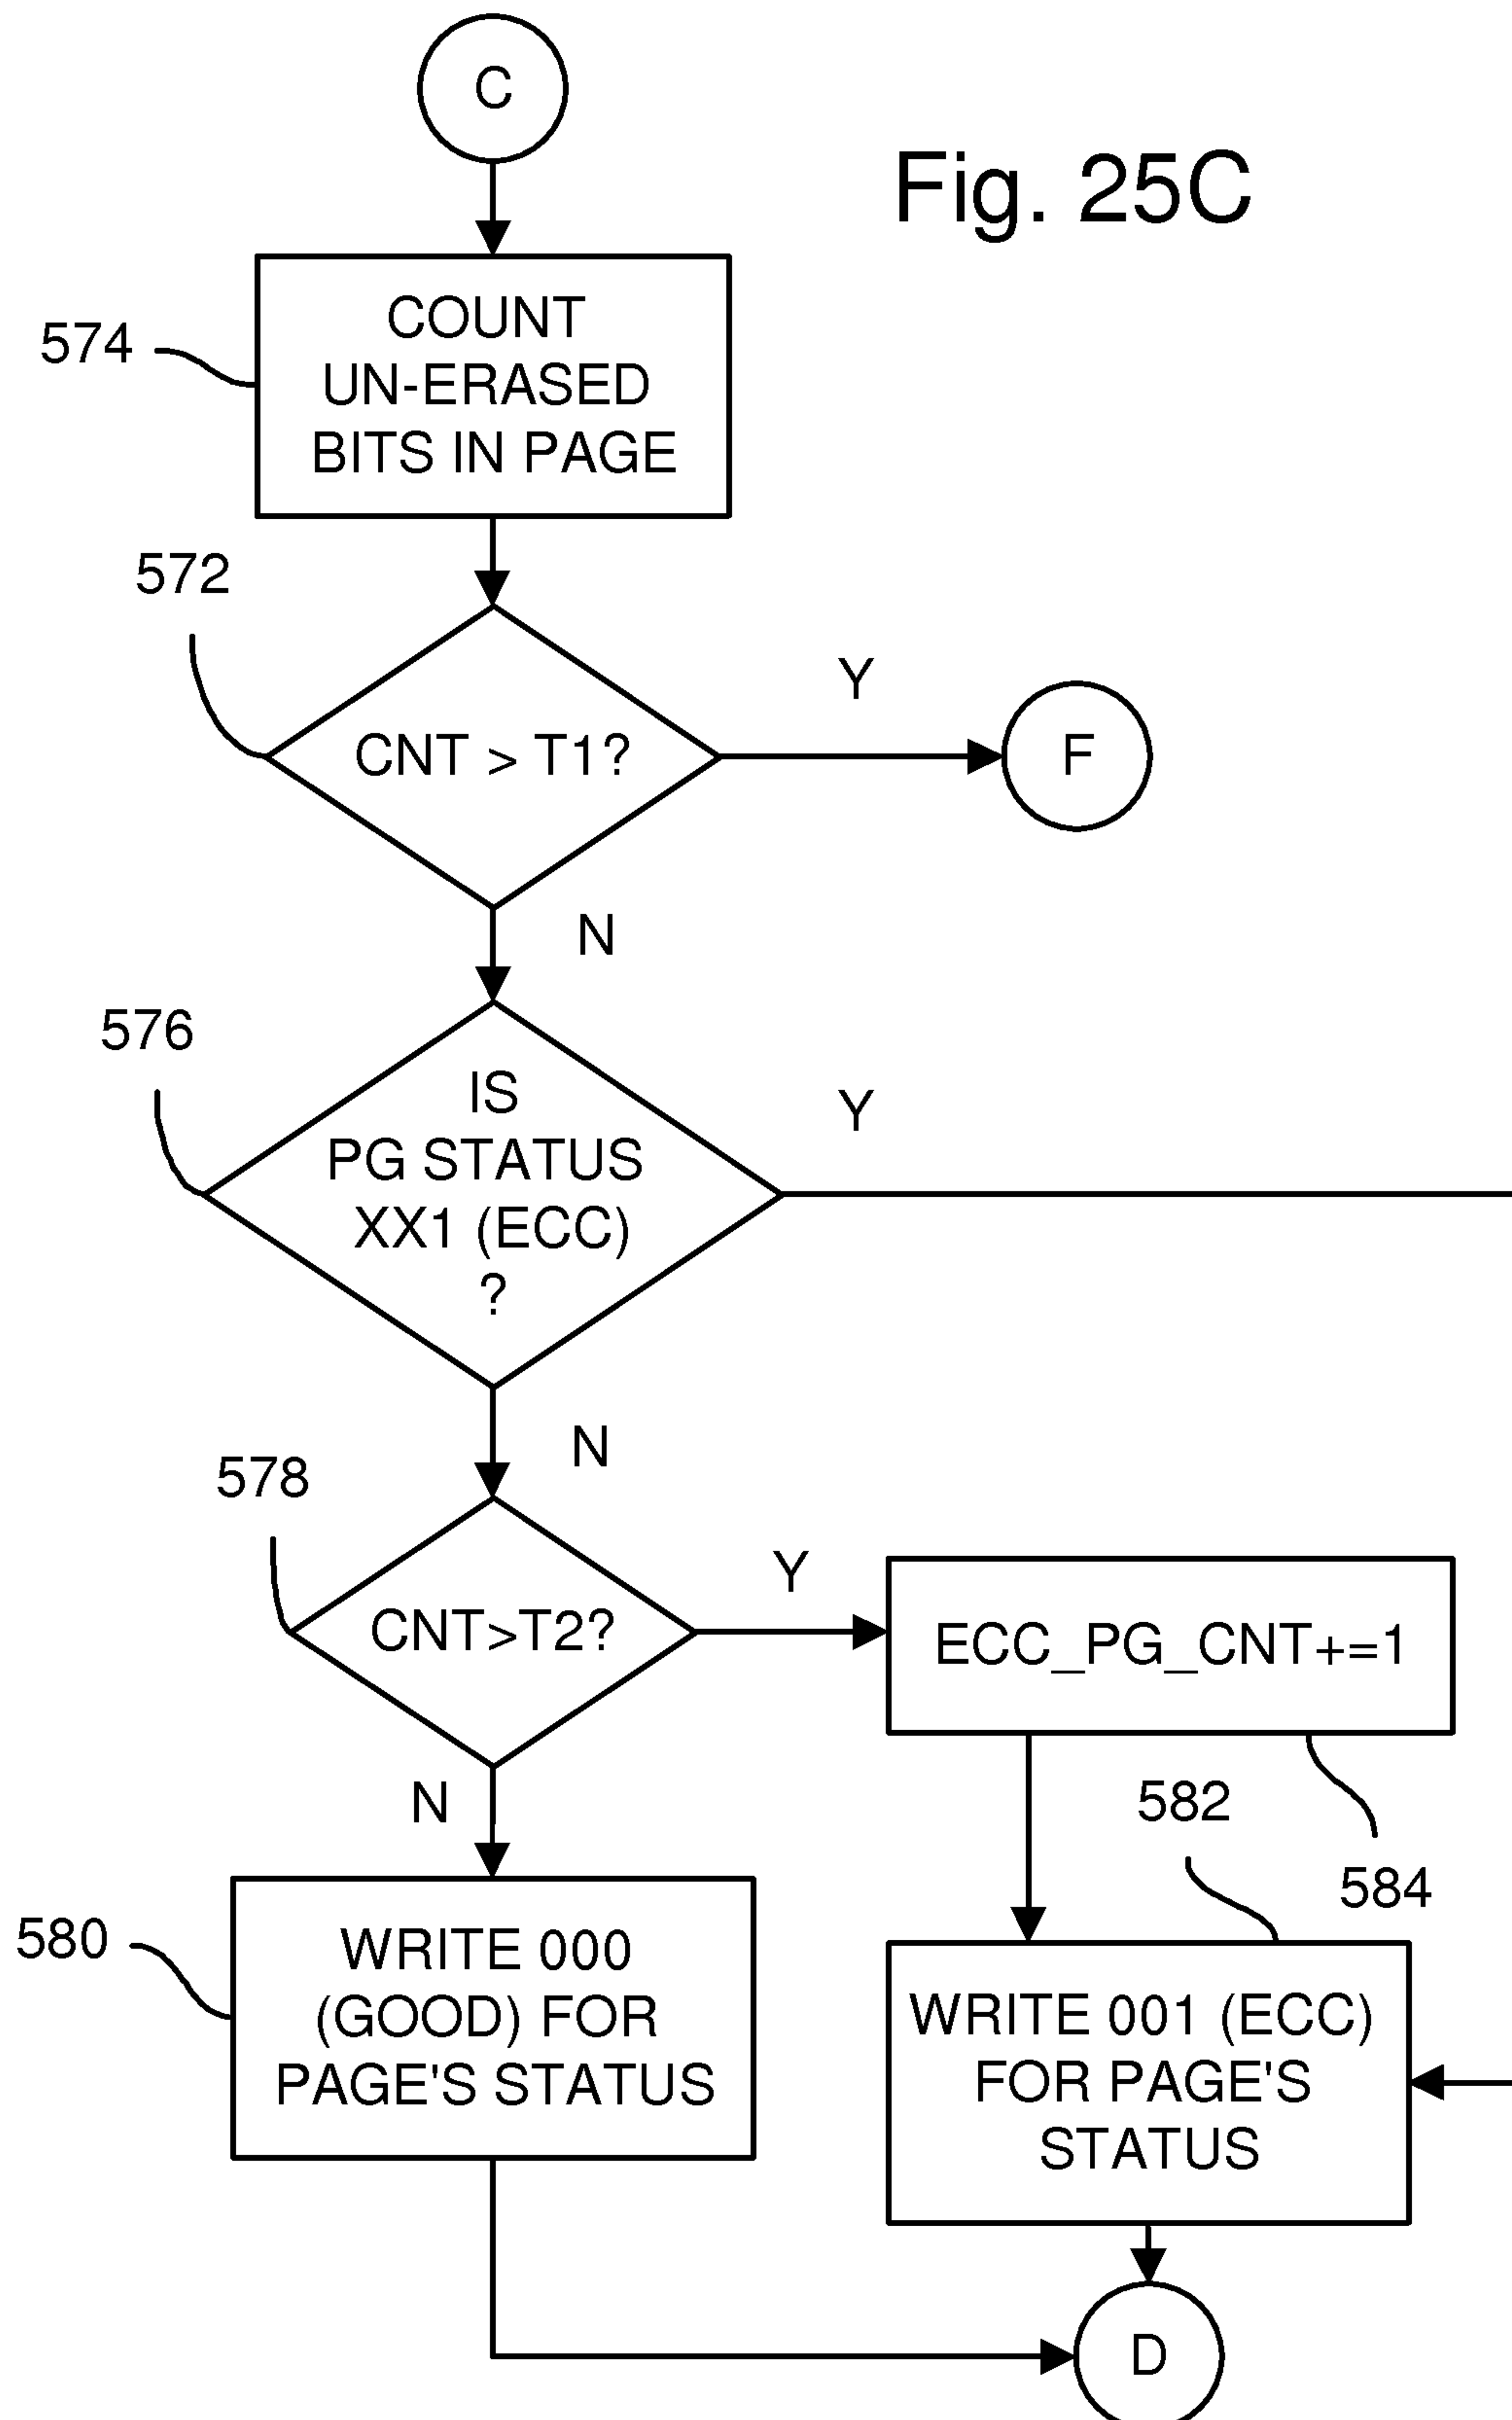 C
Fig. 25C
574
COUNT
UN-ERASED
BITS IN PAGE
572
CNT > T1?
Y
F
N
576
IS
PG STATUS
XX1 (ECC)
?
Y
N
578
CNT>T2?
Y
ECC_PG_CNT+=1
N
582
584
580
WRITE 000
(GOOD) FOR
PAGE'S STATUS
WRITE 001 (ECC)
FOR PAGE'S
STATUS
D